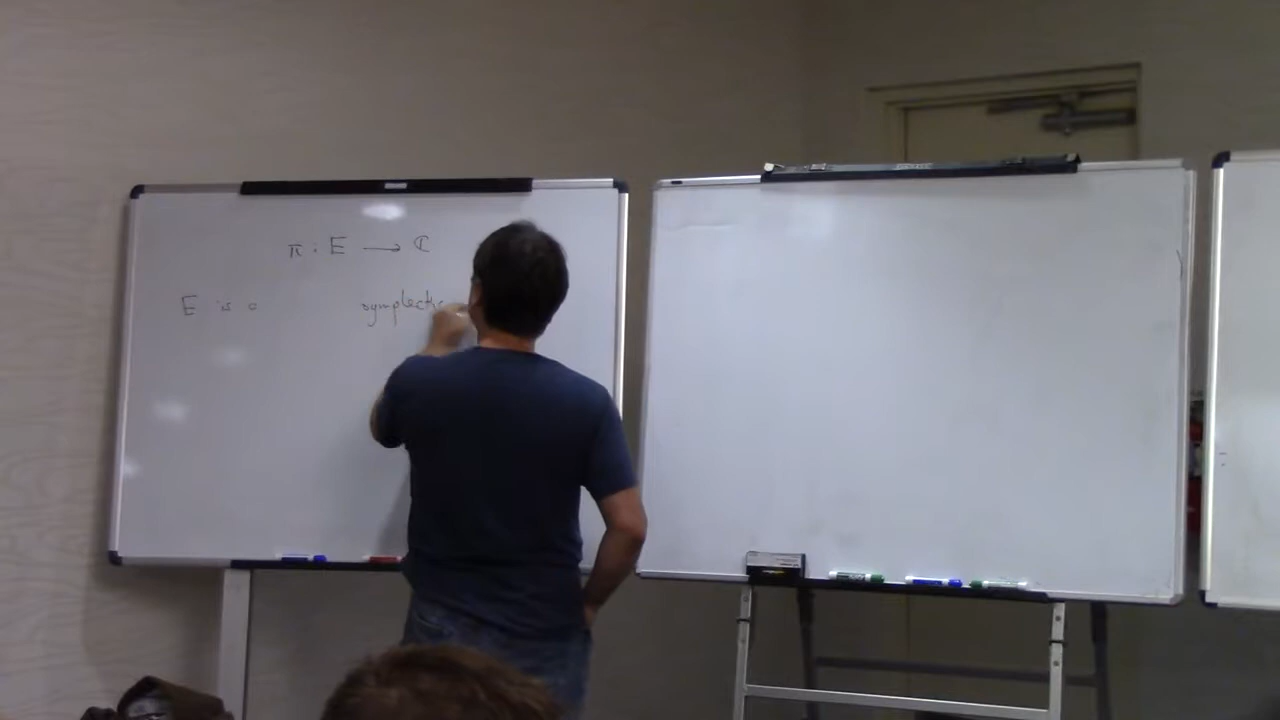 π : E → ℂ
E is a symplectic